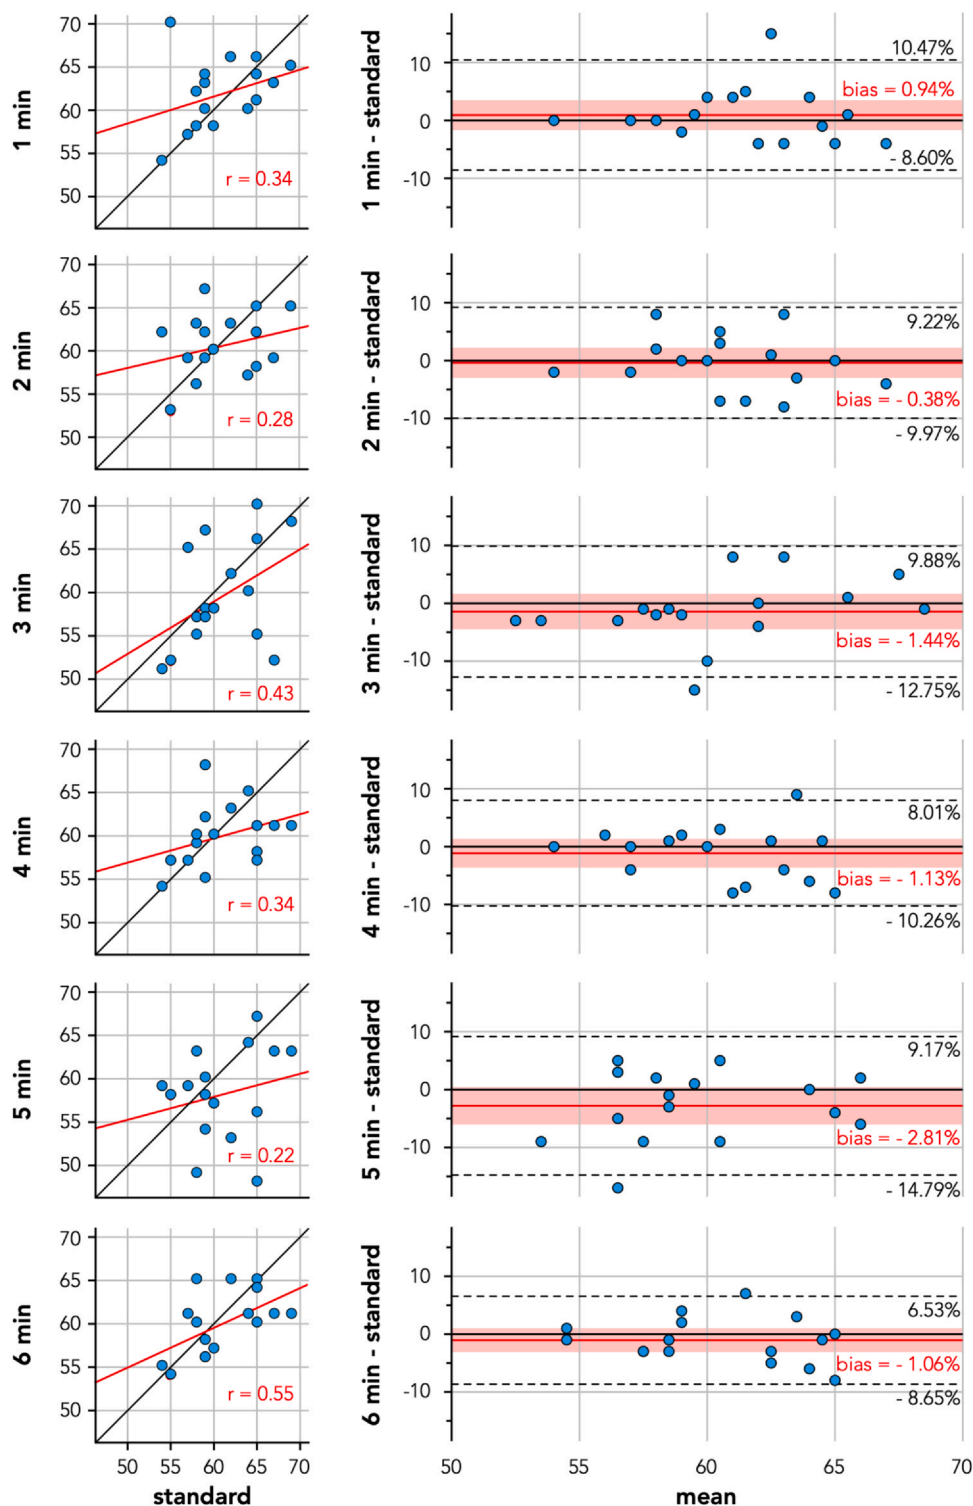 70
65
60
55
50
1 min
r = 0.34
10
0
-10
1 min - standard
10.47%
bias = 0.94%
- 8.60%
70
65
60
55
50
2 min
r = 0.28
10
0
-10
2 min - standard
9.22%
bias = - 0.38%
- 9.97%
70
65
60
55
50
3 min
r = 0.43
10
0
-10
3 min - standard
9.88%
bias = - 1.44%
- 12.75%
70
65
60
55
50
4 min
r = 0.34
10
0
-10
4 min - standard
8.01%
bias = - 1.13%
- 10.26%
70
65
60
55
50
5 min
r = 0.22
10
0
-10
5 min - standard
9.17%
bias = - 2.81%
- 14.79%
70
65
60
55
50
6 min
r = 0.55
10
0
-10
6 min - standard
6.53%
bias = - 1.06%
- 8.65%
50 55 60 65 70
standard
50 55 60 65 70
mean